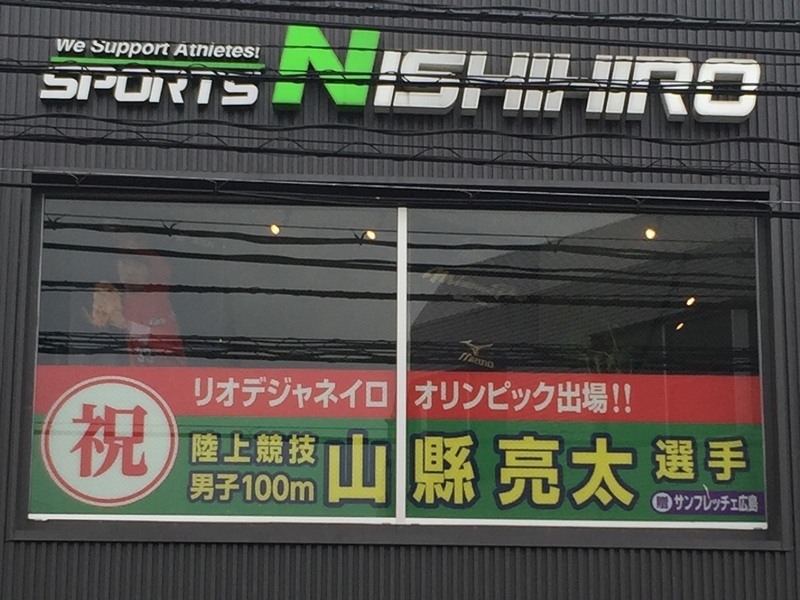 We Support Athletes!
SPORTS NISHIHIRO
MIZUNO
祝
リオデジャネイロ オリンピック出場!!
陸上競技
男子100m
山縣亮太 選手
サンフレッチェ広島